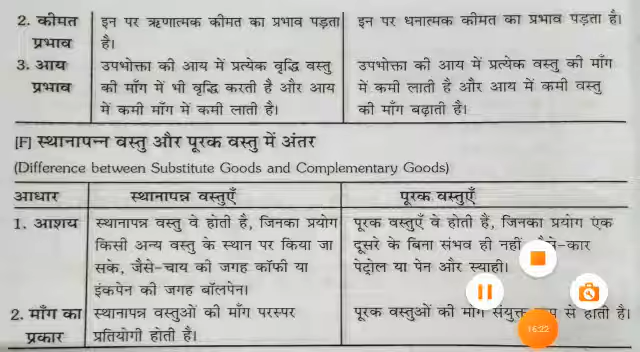 2. कीमत इन पर ऋणात्मक कीमत का प्रभाव पड़ता इन पर धनात्मक कीमत का प्रभाव पड़ता है।
प्रभाव है।
3. आय उपभोक्ता की आय में प्रत्येक वृद्धि वस्तु उपभोक्ता की आय में प्रत्येक वस्तु की माँग
प्रभाव की माँग में भी वृद्धि करती है और आय में कमी लाती है और आय में कमी वस्तु
में कमी माँग में कमी लाती है। की माँग बढ़ाती है।
[F] स्थानापन्न वस्तु और पूरक वस्तु में अंतर
(Difference between Substitute Goods and Complementary Goods)
आधार स्थानापन्न वस्तुएँ पूरक वस्तुएँ
1. आशय स्थानापन्न वस्तु वे होती है, जिनका प्रयोग पूरक वस्तुएँ वे होती है, जिनका प्रयोग एक
किसी अन्य वस्तु के स्थान पर किया जा दूसरे के बिना संभव ही नहीं -कार
सके, जैसे-चाय की जगह कॉफी या पेट्रोल या पेन और स्याही।
इंकपेन की जगह बॉलपेन।
2. माँग का स्थानापन्न वस्तुओं की माँग परस्पर पूरक वस्तुओं की माँग संयुक्त से होती है।
प्रकार प्रतियोगी होती है।
16:22